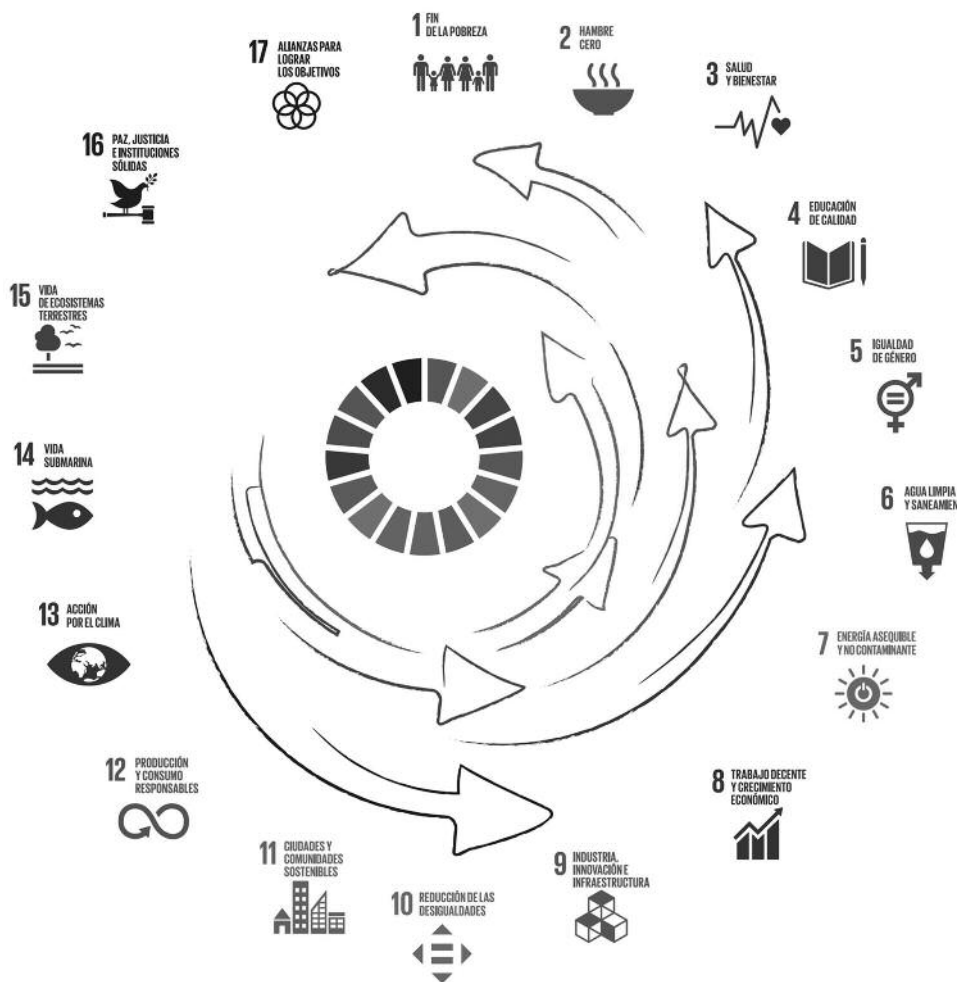 1 FIN
DE LA POBREZA
2 HAMBRE
CERO
3 SALUD
Y BIENESTAR
4 EDUCACIÓN
DE CALIDAD
5 IGUALDAD
DE GÉNERO
6 AGUA LIMPIA
Y SANEAMIEN
7 ENERGÍA ASEQUIBLE
Y NO CONTAMINANTE
8 TRABAJO DECENTE
Y CRECIMIENTO
ECONÓMICO
9 INDUSTRIA,
INNOVACIÓN E
INFRAESTRUCTURA
10 REDUCCIÓN DE LAS
DESIGUALDADES
11 CIUDADES Y
COMUNIDADES
SOSTENIBLES
12 PRODUCCIÓN
Y CONSUMO
RESPONSABLES
13 ACCIÓN
POR EL CLIMA
14 VIDA
SUBMARINA
15 VIDA
DE ECOSISTEMAS
TERRESTRES
16 PAZ, JUSTICIA
E INSTITUCIONES
SÓLIDAS
17 ALIANZAS PARA
LOGRAR
LOS OBJETIVOS